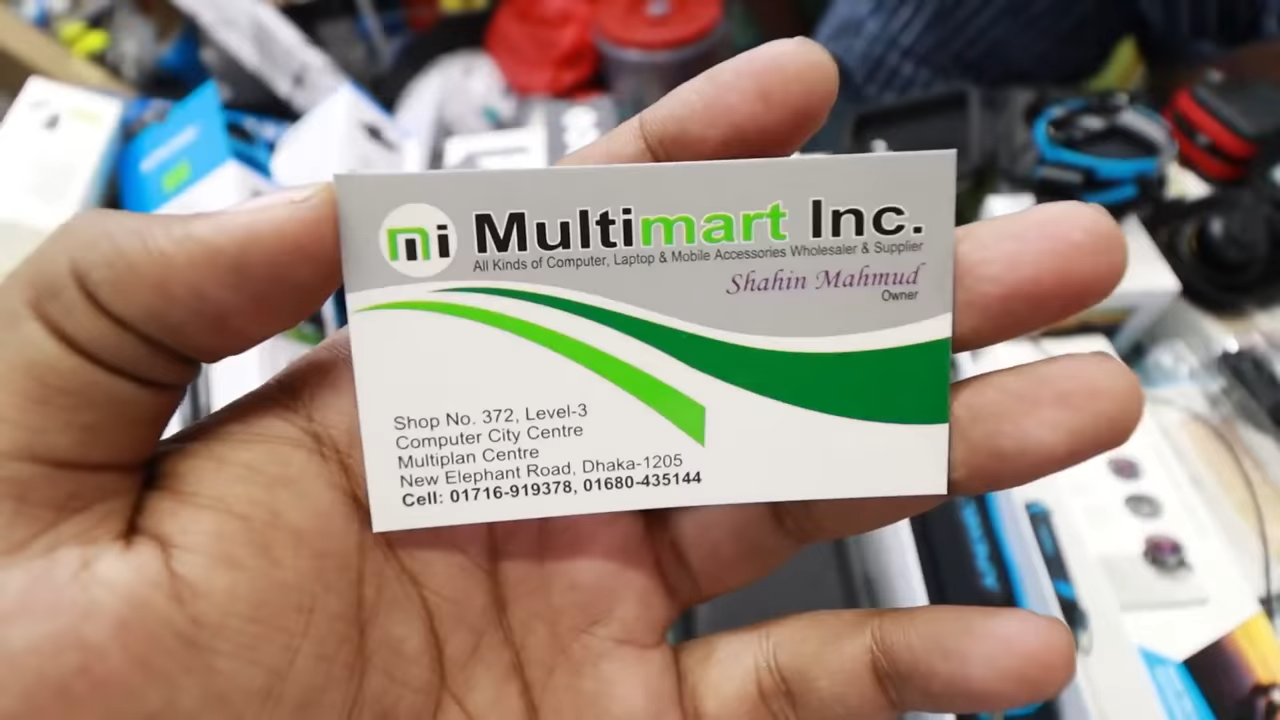 mi Multimart Inc.
All Kinds of Computer, Laptop & Mobile Accessories Wholesaler & Supplier
Shahin Mahmud
Owner
Shop No. 372, Level-3
Computer City Centre
Multiplan Centre
New Elephant Road, Dhaka-1205
Cell: 01716-919378, 01680-435144